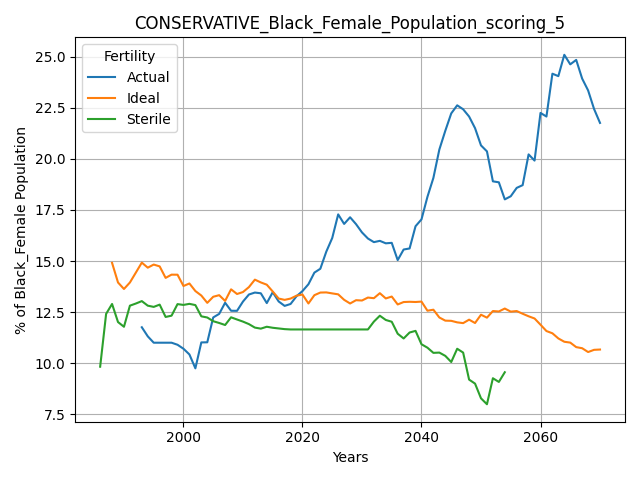 CONSERVATIVE_Black_Female_Population_scoring_5
Fertility
Actual
Ideal
Sterile
% of Black_Female Population
25.0
22.5
20.0
17.5
15.0
12.5
10.0
7.5
2000
2020
2040
2060
Years